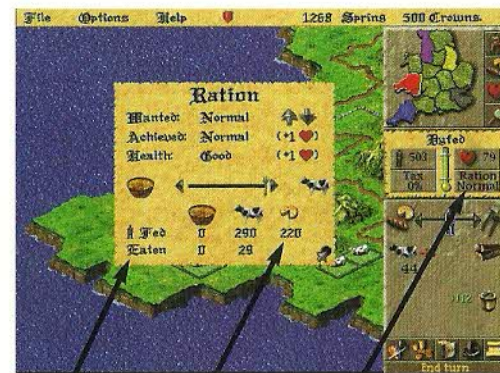 File Options Help 1268 Spring 500 Crowns.
Ration
Wanted: Normal
Achieved: Normal (+1)
Health: Good (+1)
Fed 0 290 220
Eaten 0 29
503 79
Tax Ration
0% Normal
44
End turn